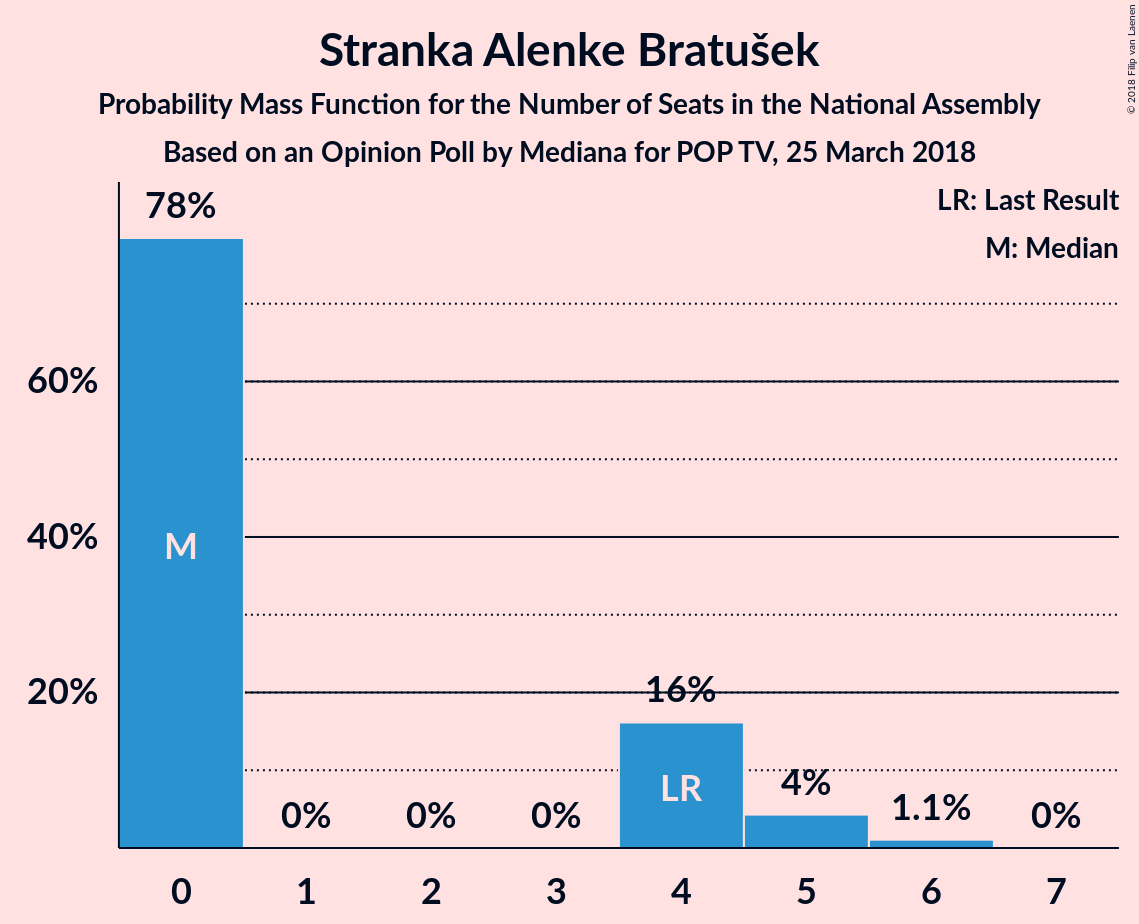 Stranka Alenke Bratušek
Probability Mass Function for the Number of Seats in the National Assembly
Based on an Opinion Poll by Mediana for POP TV, 25 March 2018
© 2018 Filip van Laenen
LR: Last Result
M: Median
78%
60%
40%
20%
M
0%
0%
0%
16%
LR
4%
1.1%
0%
0
1
2
3
4
5
6
7